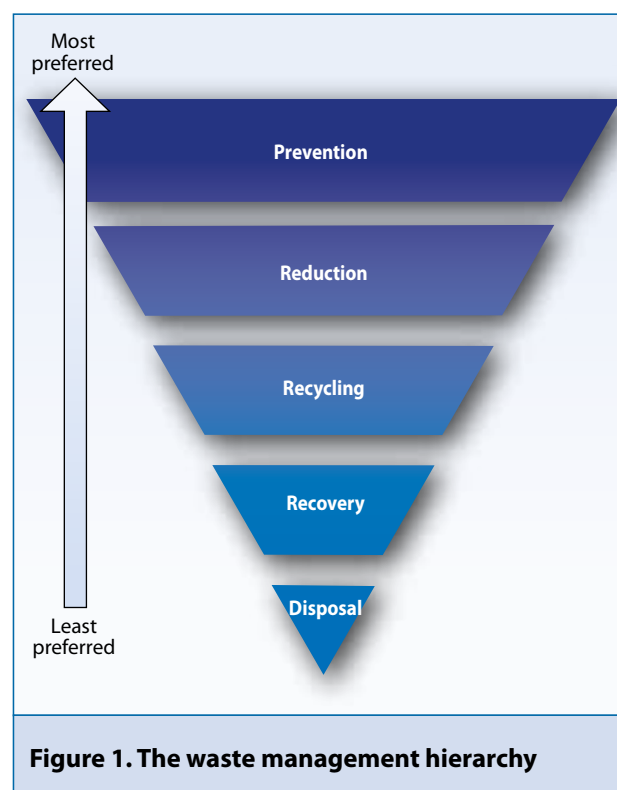 Most
preferred
Prevention
Reduction
Recycling
Recovery
Disposal
Least
preferred
Figure 1. The waste management hierarchy